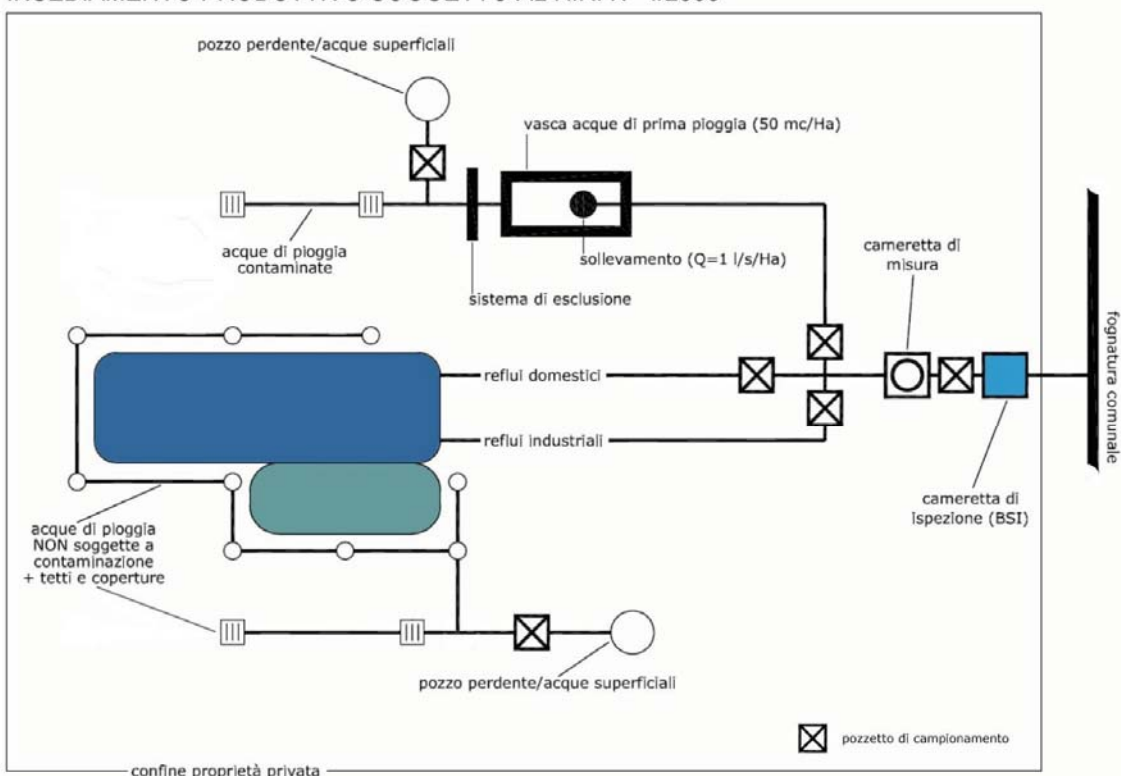 pozzo perdente/acque superficiali
vasca acque di prima pioggia (50 mc/Ha)
acque di pioggia
contaminate
sollevamento (Q=1 l/s/Ha)
sistema di esclusione
cameretta di
misura
fognatura comunale
reflui domestici
reflui industriali
cameretta di
ispezione (BSI)
acque di pioggia
NON soggette a
contaminazione
+ tetti e coperture
pozzo perdente/acque superficiali
pozzetto di campionamento
confine proprietà privata